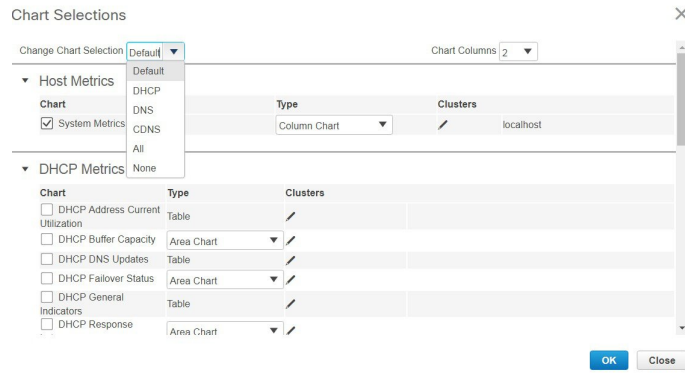 Chart Selections
Change Chart Selection Default
Chart Columns 2
Default
DHCP
DNS
CDNS
All
None
Host Metrics
Chart Type Clusters
System Metrics Column Chart localhost
DHCP Metrics
Chart Type Clusters
DHCP Address Current
Utilization
Table
DHCP Buffer Capacity Area Chart
DHCP DNS Updates Table
DHCP Failover Status Area Chart
DHCP General
Indicators
Table
DHCP Response
Area Chart
OK Close